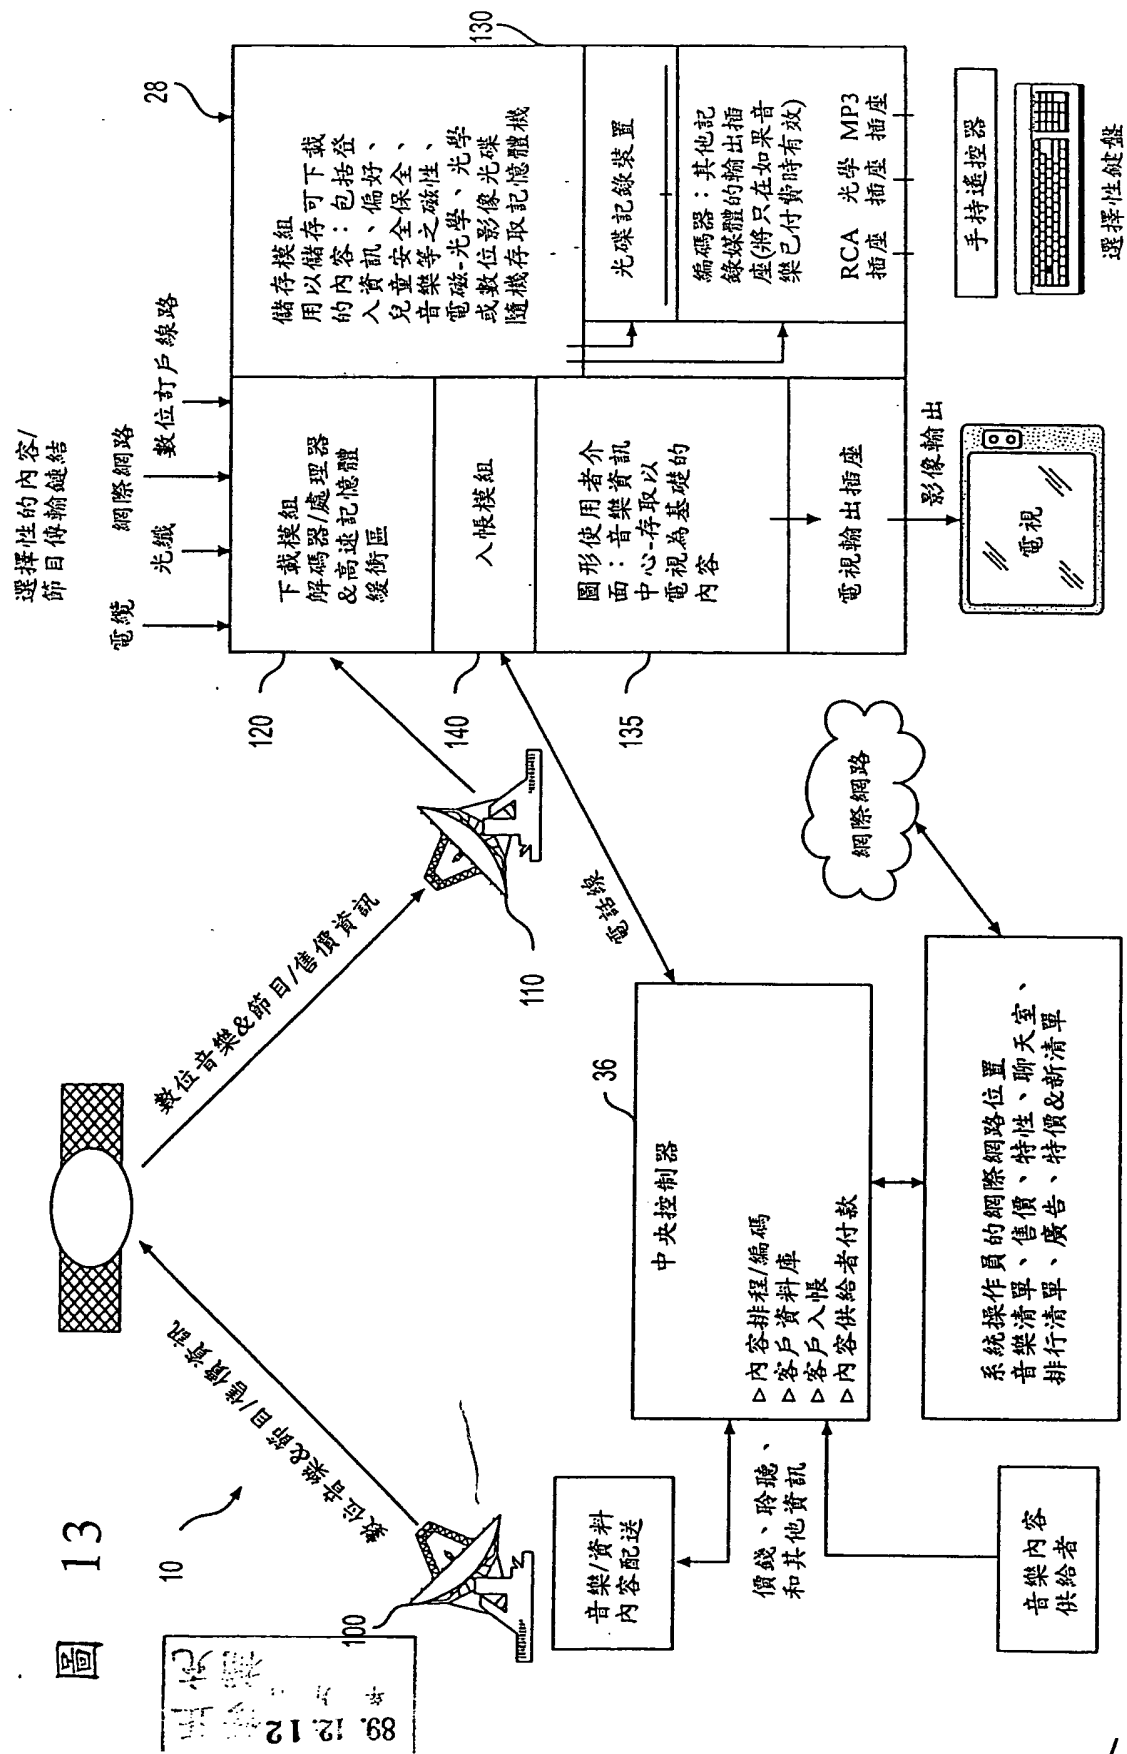 圖 13
89.12.12
年
10
100
數位音樂&節目/售價資訊
數位音樂&節目/售價資訊
110
選擇性的內容/
節目傳輸鏈結
電纜
光纖
網際網路
數位訂戶線路
28
130
120
下載模組
解碼器/處理器
&高速記憶體
緩衝區
儲存模組
用以儲存可下載
的內容：包括登
入資訊、偏好、
兒童安全保全、
音樂等之磁性、
電磁光學、光學
或數位影像光碟
隨機存取記憶體機
140
入帳模組
135
圖形使用者介
面：音樂資訊
中心-存取以
電視為基礎的
內容
光碟記錄裝置
編碼器：其他記
錄媒體的輸出插
座(將只在如果音
樂已付費時有效)
RCA 光學 MP3
插座 插座 插座
電視輸出插座
影像輸出
電視
手持遙控器
選擇性鍵盤
電話線
36
中央控制器
▷內容排程/編碼
▷客戶資料庫
▷客戶入帳
▷內容供給者付款
音樂/資料
內容配送
價錢、聆聽、
和其他資訊
音樂內容
供給者
系統操作員的網際網路位置
音樂清單、售價、特性、聊天室、
排行清單、廣告、特價&新清單
網際網路